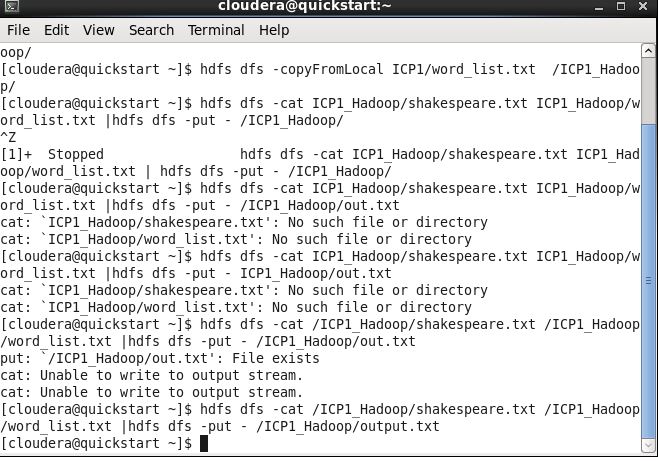 cloudera@quickstart:~
File Edit View Search Terminal Help
oop/
[cloudera@quickstart ~]$ hdfs dfs -copyFromLocal ICP1/word_list.txt  /ICP1_Hadoo
p/
[cloudera@quickstart ~]$ hdfs dfs -cat ICP1_Hadoop/shakespeare.txt ICP1_Hadoop/w
ord_list.txt |hdfs dfs -put - /ICP1_Hadoop/
^Z
[1]+  Stopped                 hdfs dfs -cat ICP1_Hadoop/shakespeare.txt ICP1_Had
oop/word_list.txt | hdfs dfs -put - /ICP1_Hadoop/
[cloudera@quickstart ~]$ hdfs dfs -cat ICP1_Hadoop/shakespeare.txt ICP1_Hadoop/w
ord_list.txt |hdfs dfs -put - /ICP1_Hadoop/out.txt
cat: `ICP1_Hadoop/shakespeare.txt': No such file or directory
cat: `ICP1_Hadoop/word_list.txt': No such file or directory
[cloudera@quickstart ~]$ hdfs dfs -cat ICP1_Hadoop/shakespeare.txt ICP1_Hadoop/w
ord_list.txt |hdfs dfs -put - ICP1_Hadoop/out.txt
cat: `ICP1_Hadoop/shakespeare.txt': No such file or directory
cat: `ICP1_Hadoop/word_list.txt': No such file or directory
[cloudera@quickstart ~]$ hdfs dfs -cat /ICP1_Hadoop/shakespeare.txt /ICP1_Hadoop
/word_list.txt |hdfs dfs -put - /ICP1_Hadoop/out.txt
put: `/ICP1_Hadoop/out.txt': File exists
cat: Unable to write to output stream.
cat: Unable to write to output stream.
[cloudera@quickstart ~]$ hdfs dfs -cat /ICP1_Hadoop/shakespeare.txt /ICP1_Hadoop
/word_list.txt |hdfs dfs -put - /ICP1_Hadoop/output.txt
[cloudera@quickstart ~]$